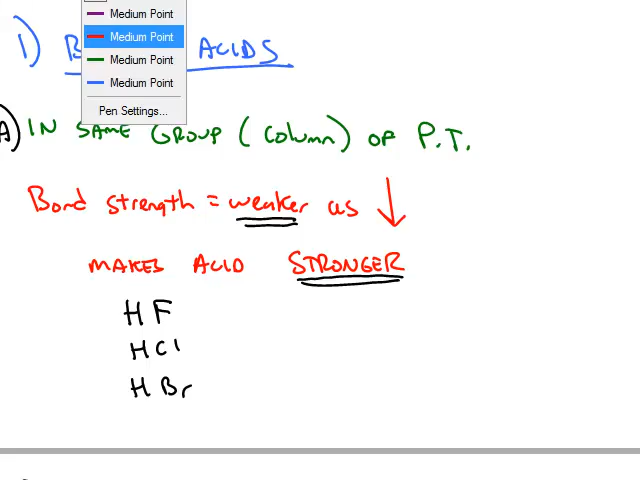 Medium Point
Medium Point
Medium Point
Medium Point
Pen Settings...
1) B ACIDS
A) IN SAME GROUP (Column) OF P.T.
Bond strength = weaker as ↓
MAKES ACID STRONGER
HF
HCl
HBr